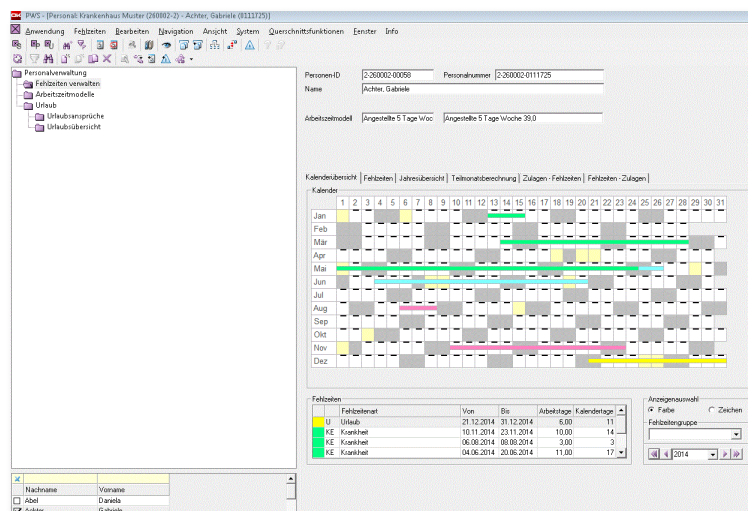 PWS - [Personal: Krankenhaus Muster (260002-2) - Achter, Gabriele (0111725)]
Anwendung Fehlzeiten Bearbeiten Navigation Ansicht System Querschnittsfunktionen Fenster Info
Personalverwaltung
Fehlzeiten verwalten
Arbeitszeitmodelle
Urlaub
Urlaubsansprüche
Urlaubsübersicht
Personen-ID 2-260002-00058 Personalnummer 2-260002-0111725
Name Achter, Gabriele
Arbeitszeitmodell Angestellte 5 Tage Woc Angestellte 5 Tage Woche 39,0
Kalenderübersicht Fehlzeiten Jahresübersicht Teilmonatsberechnung Zulagen - Fehlzeiten Fehlzeiten - Zulagen
Kalender
1 2 3 4 5 6 7 8 9 10 11 12 13 14 15 16 17 18 19 20 21 22 23 24 25 26 27 28 29 30 31
Jan
Feb
Mär
Apr
Mai
Jun
Jul
Aug
Sep
Okt
Nov
Dez
Fehlzeiten
Fehlzeitenart Von Bis Arbeitstage Kalendertage
U Urlaub 21.12.2014 31.12.2014 6,00 11
KE Krankheit 10.11.2014 23.11.2014 10,00 14
KE Krankheit 06.08.2014 08.08.2014 3,00 3
KE Krankheit 04.06.2014 20.06.2014 11,00 17
Anzeigenauswahl
Farbe Zeichen
Fehlzeitengruppe
2014
Nachname Vorname
Abel Daniela
Achter Gabriele